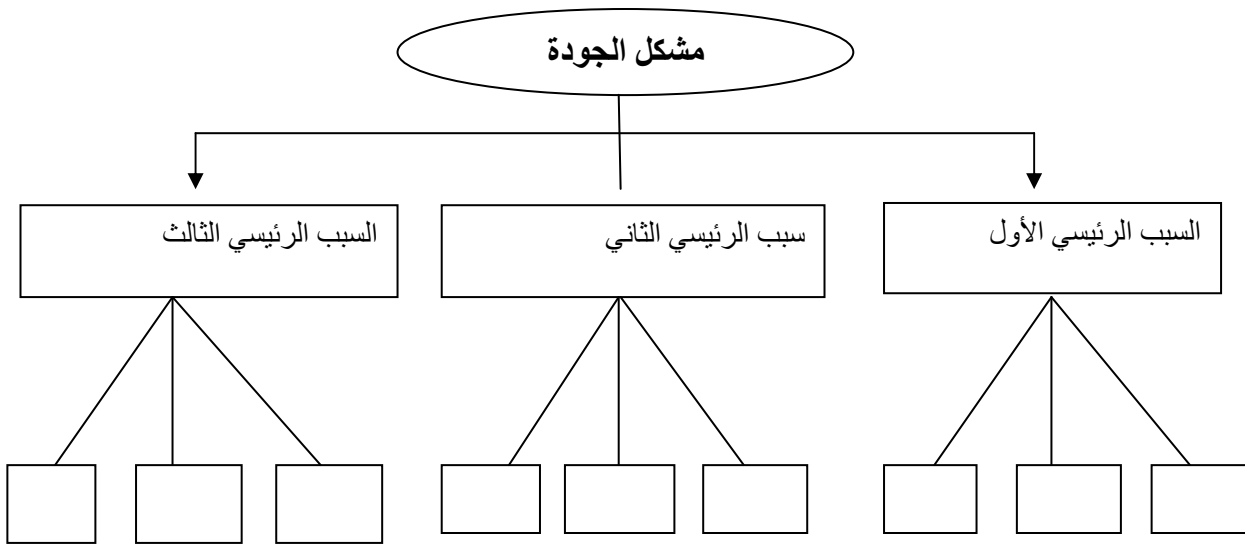 مشكل الجودة
السبب الرئيسي الأول
سبب الرئيسي الثاني
السبب الرئيسي الثالث